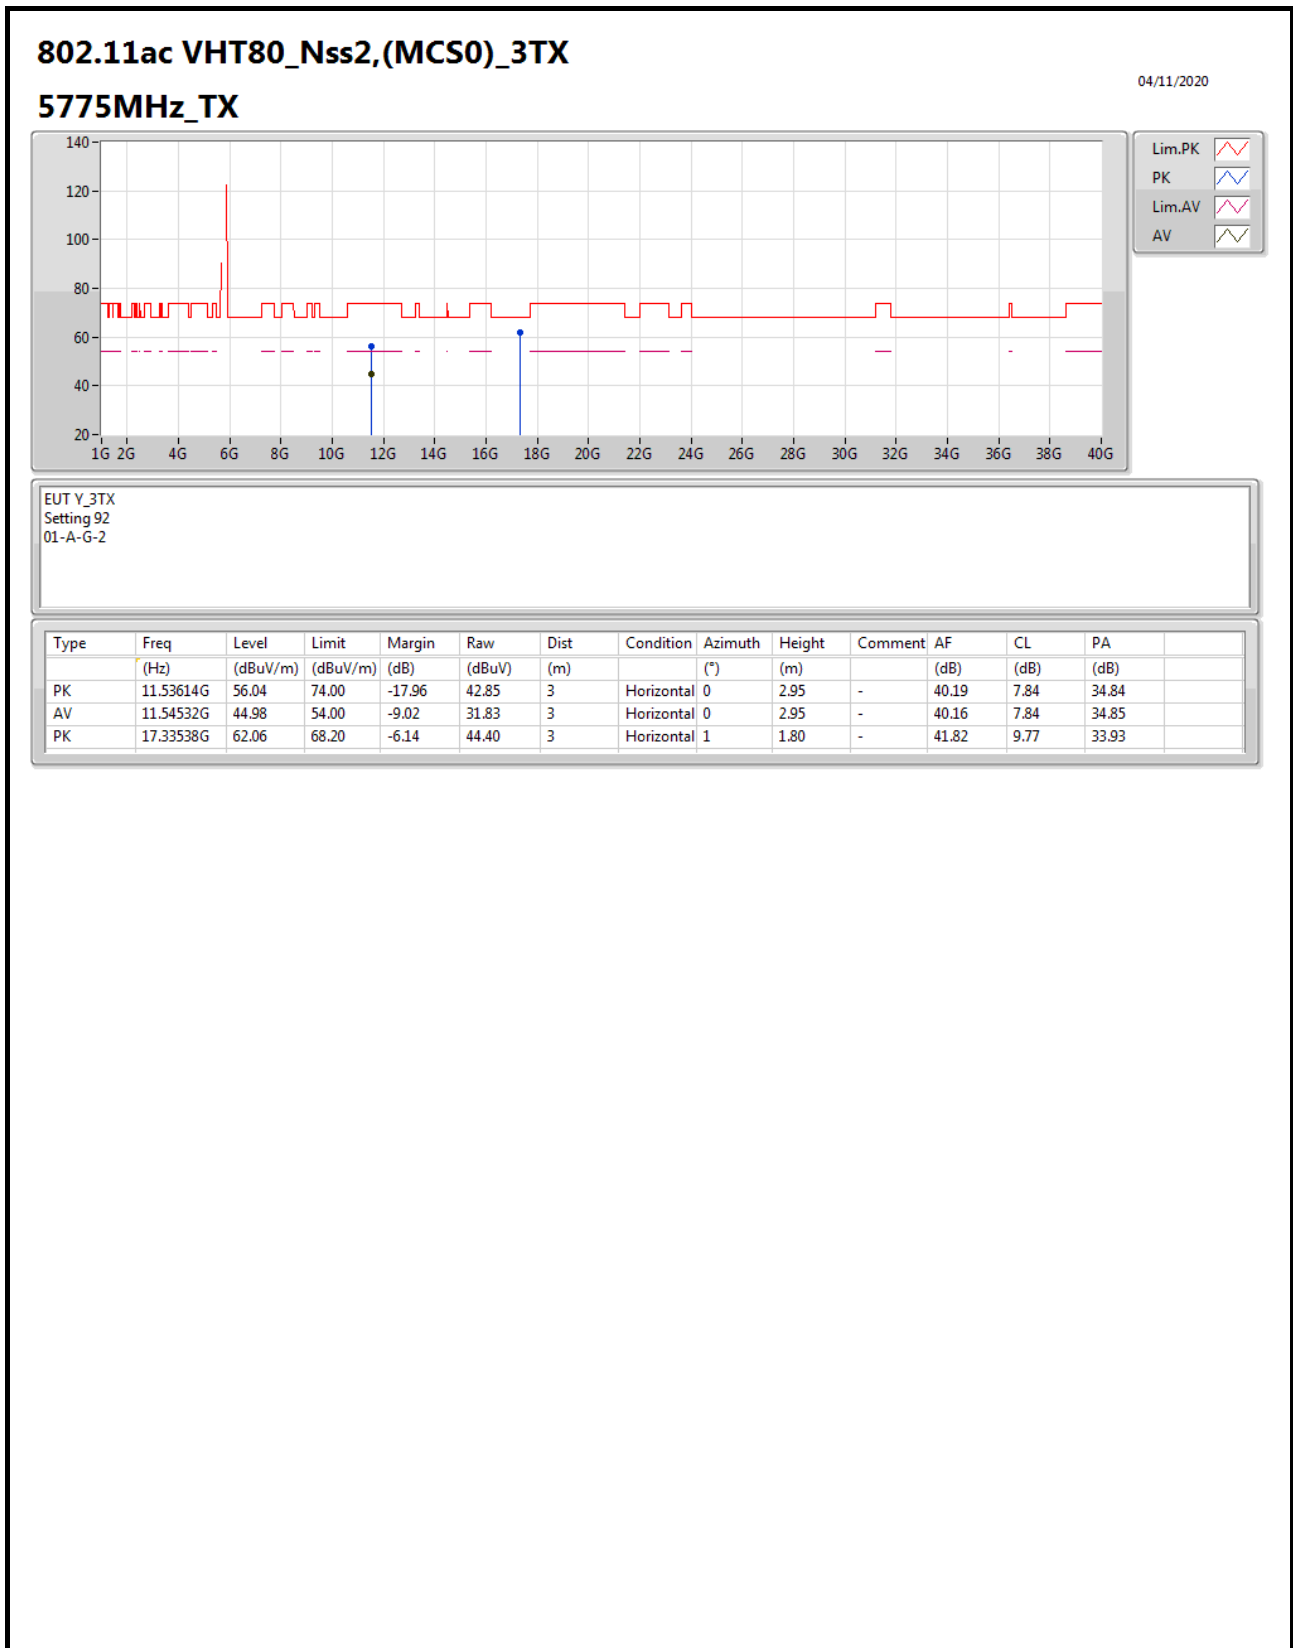 802.11ac VHT80_Nss2,(MCS0)_3TX
04/11/2020
5775MHz_TX
140
120
100
80
60
40
20
1G 2G 4G 6G 8G 10G 12G 14G 16G 18G 20G 22G 24G 26G 28G 30G 32G 34G 36G 38G 40G
Lim.PK
PK
Lim.AV
AV
EUT Y_3TX
Setting 92
01-A-G-2
Type Freq Level Limit Margin Raw Dist Condition Azimuth Height Comment AF CL PA
(Hz) (dBuV/m) (dBuV/m) (dB) (dBuV) (m) (°) (m) (dB) (dB) (dB)
PK 11.53614G 56.04 74.00 -17.96 42.85 3 Horizontal 0 2.95 - 40.19 7.84 34.84
AV 11.54532G 44.98 54.00 -9.02 31.83 3 Horizontal 0 2.95 - 40.16 7.84 34.85
PK 17.33538G 62.06 68.20 -6.14 44.40 3 Horizontal 1 1.80 - 41.82 9.77 33.93